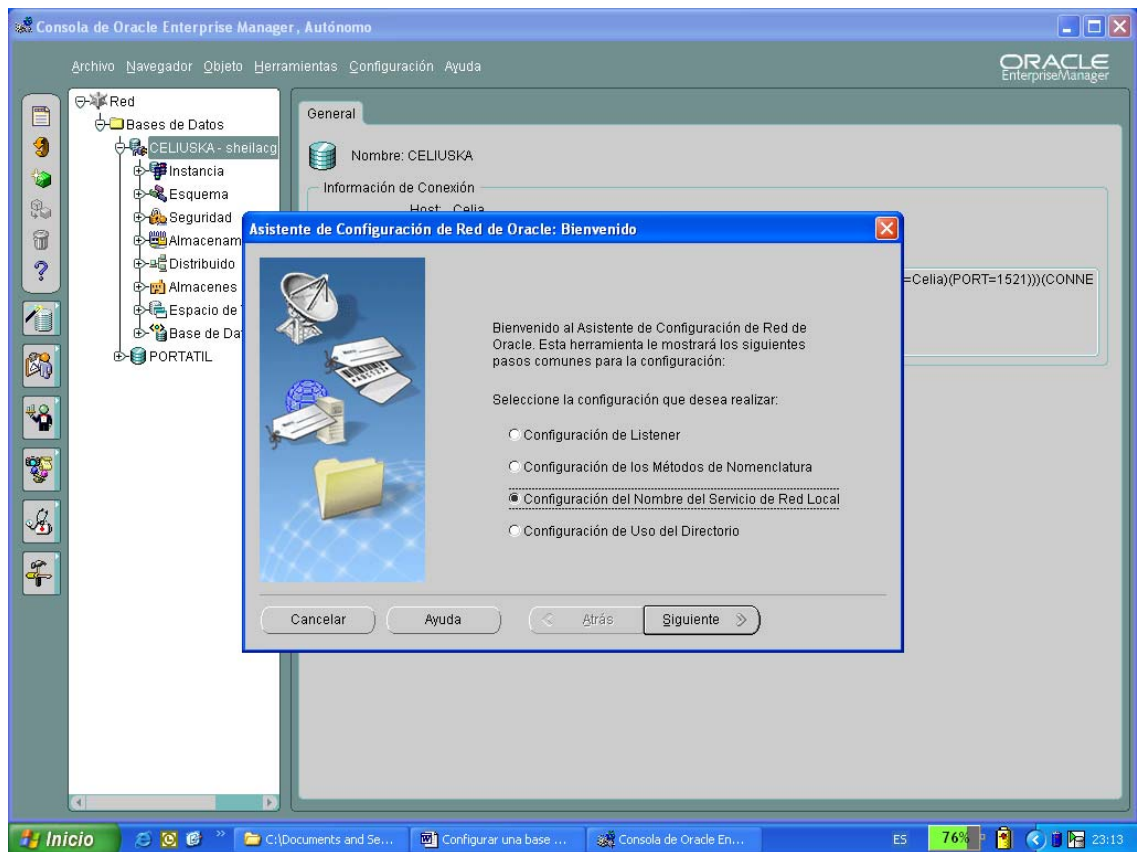 Consola de Oracle Enterprise Manager, Autónomo
Archivo Navegador Objeto Herramientas Configuración Ayuda
ORACLE
EnterpriseManager
Red
Bases de Datos
CELIUSKA - sheilacg
Instancia
Esquema
Seguridad
Almacenam
Distribuido
Almacenes
Espacio de
Base de Da
PORTATIL
General
Nombre: CELIUSKA
Información de Conexión
Host: Celia
=Celia)(PORT=1521)))(CONNE
Asistente de Configuración de Red de Oracle: Bienvenido
Bienvenido al Asistente de Configuración de Red de
Oracle. Esta herramienta le mostrará los siguientes
pasos comunes para la configuración:
Seleccione la configuración que desea realizar:
Configuración de Listener
Configuración de los Métodos de Nomenclatura
Configuración del Nombre del Servicio de Red Local
Configuración de Uso del Directorio
Cancelar
Ayuda
Atrás
Siguiente
Inicio
C:\Documents and Se...
Configurar una base ...
Consola de Oracle En...
ES
76%
23:13